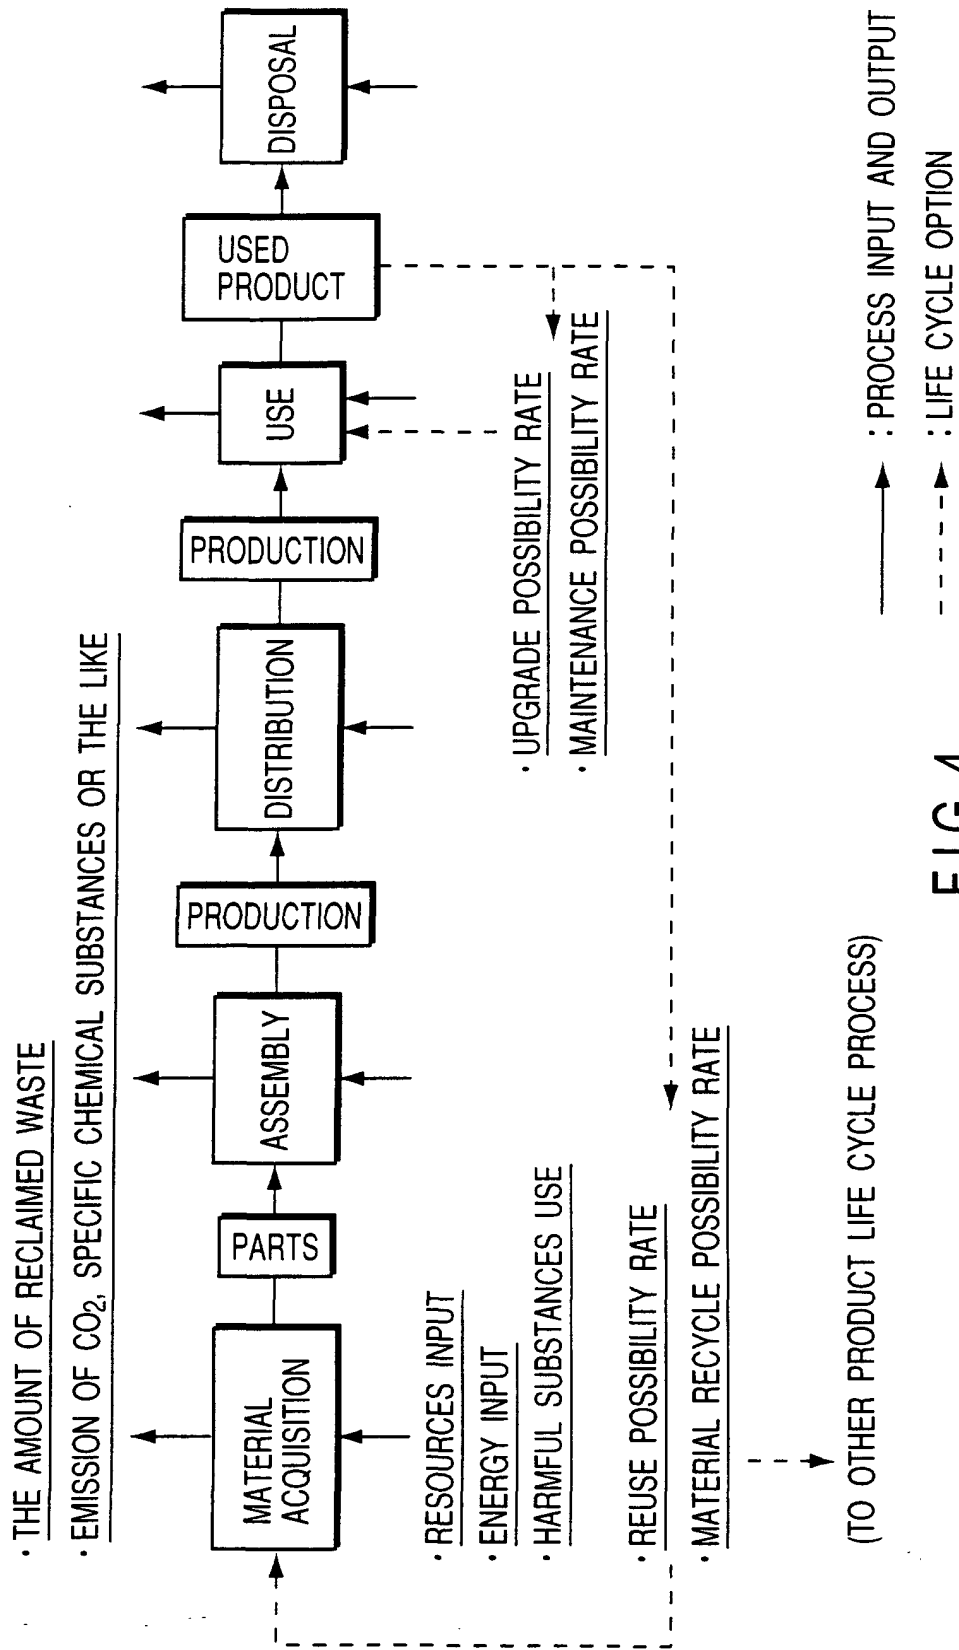 · THE AMOUNT OF RECLAIMED WASTE
· EMISSION OF CO₂, SPECIFIC CHEMICAL SUBSTANCES OR THE LIKE
MATERIAL
ACQUISITION
PARTS
ASSEMBLY
PRODUCTION
DISTRIBUTION
PRODUCTION
USE
USED
PRODUCT
DISPOSAL
· RESOURCES INPUT
· ENERGY INPUT
· HARMFUL SUBSTANCES USE
· UPGRADE POSSIBILITY RATE
· MAINTENANCE POSSIBILITY RATE
· REUSE POSSIBILITY RATE
· MATERIAL RECYCLE POSSIBILITY RATE
(TO OTHER PRODUCT LIFE CYCLE PROCESS)
: PROCESS INPUT AND OUTPUT
: LIFE CYCLE OPTION
FIG. 4